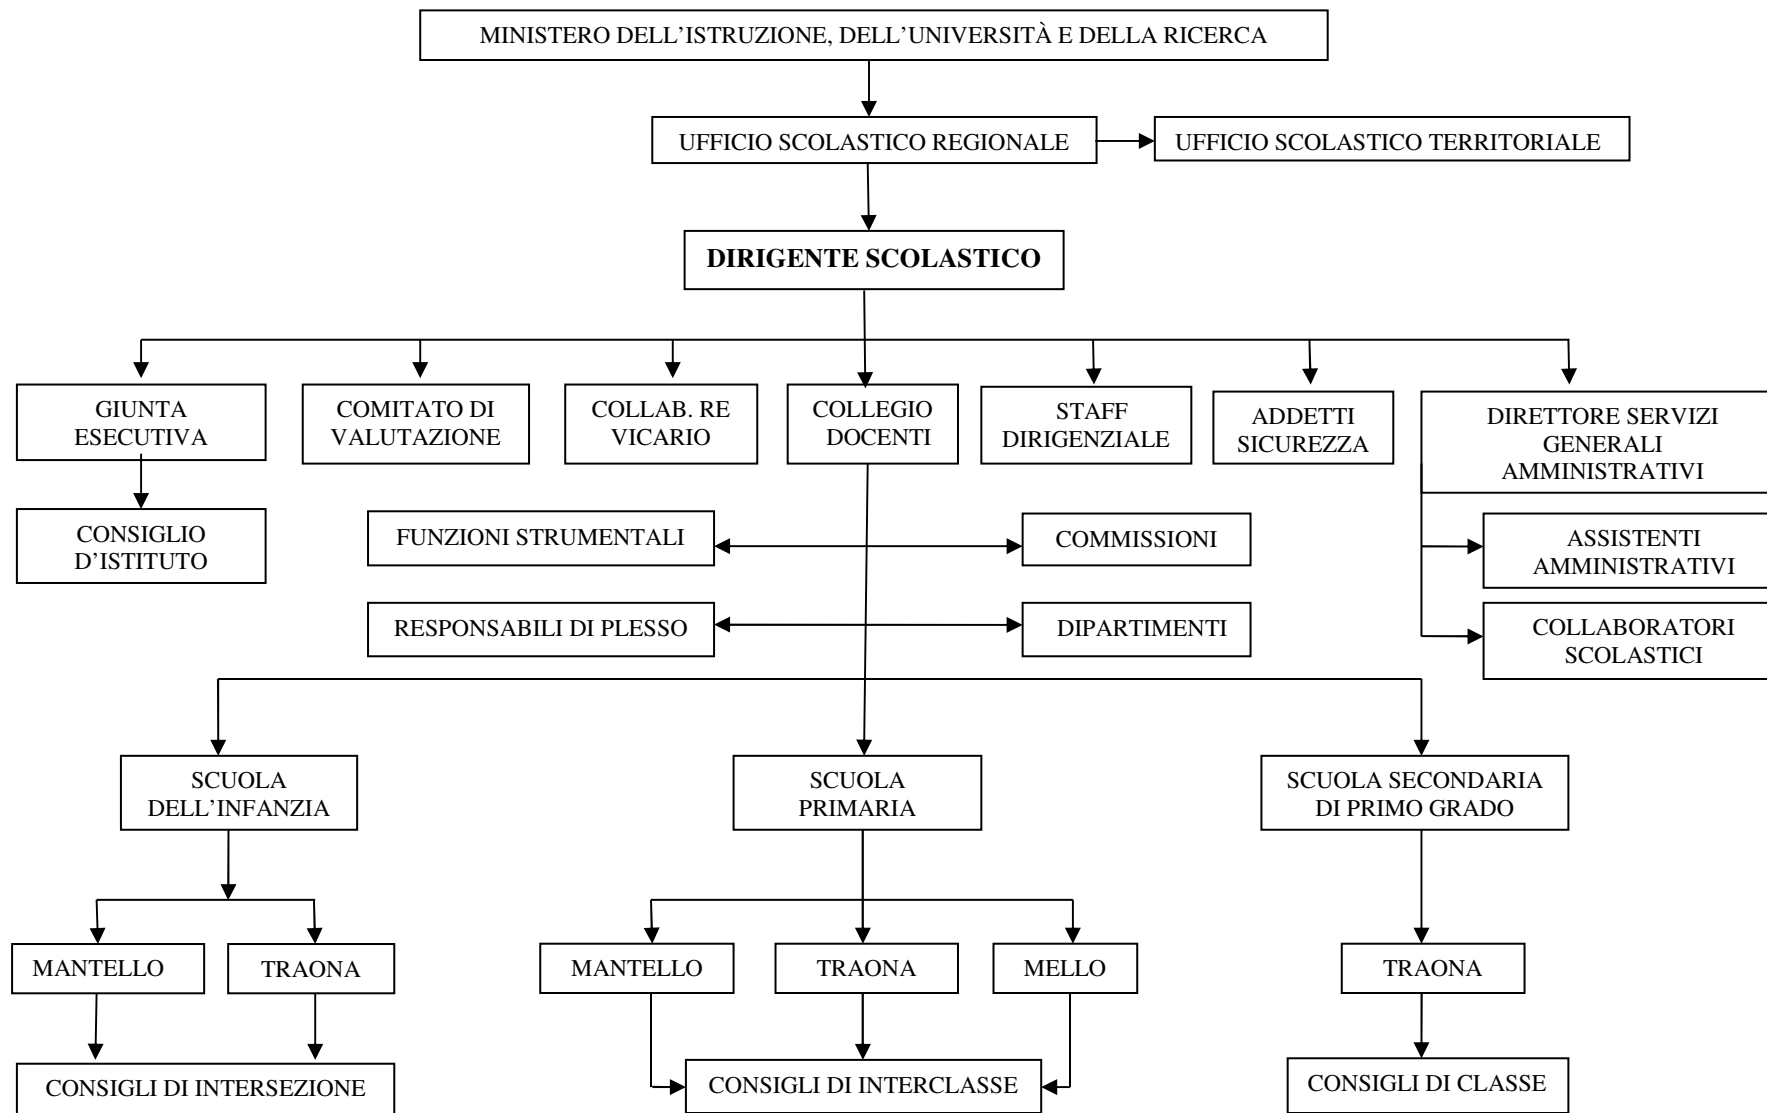 MINISTERO DELL’ISTRUZIONE, DELL’UNIVERSITÀ E DELLA RICERCA
UFFICIO SCOLASTICO REGIONALE
UFFICIO SCOLASTICO TERRITORIALE
DIRIGENTE SCOLASTICO
GIUNTA
ESECUTIVA
COMITATO DI
VALUTAZIONE
COLLAB. RE
VICARIO
COLLEGIO
DOCENTI
STAFF
DIRIGENZIALE
ADDETTI
SICUREZZA
DIRETTORE SERVIZI
GENERALI
AMMINISTRATIVI
CONSIGLIO
D’ISTITUTO
FUNZIONI STRUMENTALI
COMMISSIONI
ASSISTENTI
AMMINISTRATIVI
RESPONSABILI DI PLESSO
DIPARTIMENTI
COLLABORATORI
SCOLASTICI
SCUOLA
DELL’INFANZIA
SCUOLA
PRIMARIA
SCUOLA SECONDARIA
DI PRIMO GRADO
MANTELLO
TRAONA
MANTELLO
TRAONA
MELLO
TRAONA
CONSIGLI DI INTERSEZIONE
CONSIGLI DI INTERCLASSE
CONSIGLI DI CLASSE